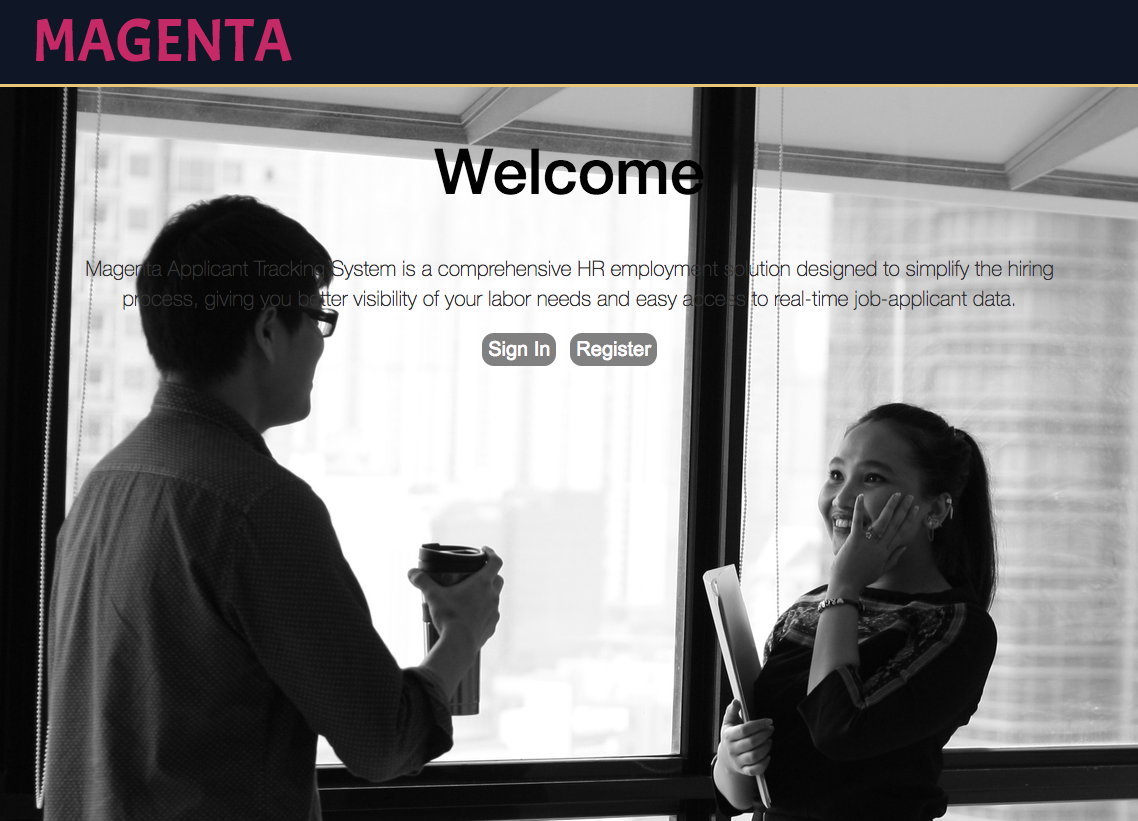 MAGENTA
Welcome
Magenta Applicant Tracking System is a comprehensive HR employment solution designed to simplify the hiring
process, giving you better visibility of your labor needs and easy access to real-time job-applicant data.
Sign In
Register